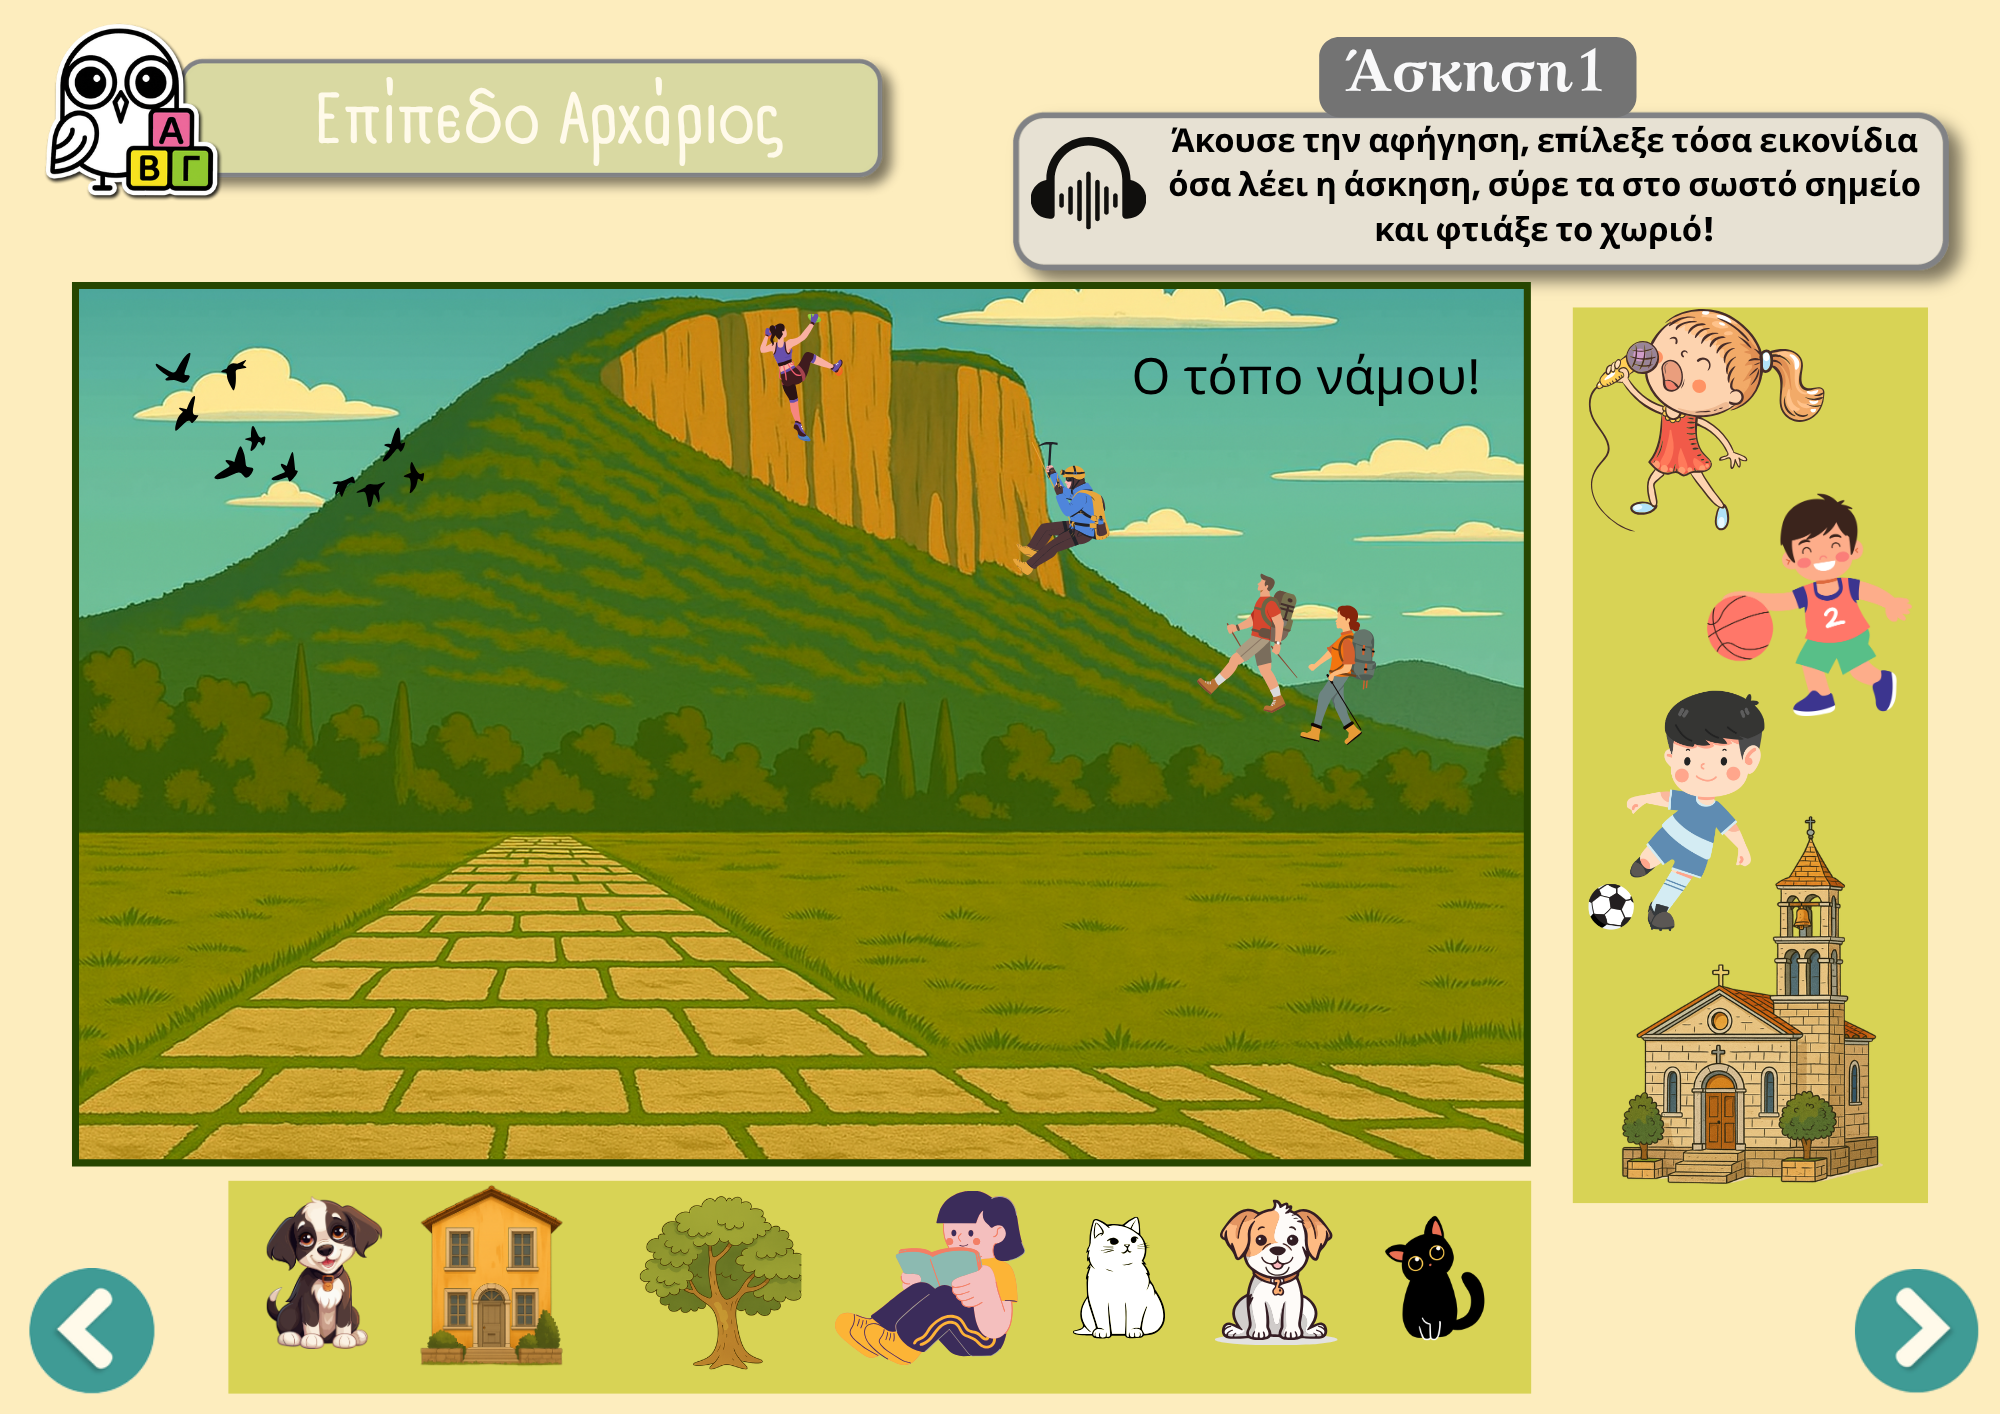 Επίπεδο Αρχάριος
Άσκηση 1
Άκουσε την αφήγηση, επίλεξε τόσα εικονίδια
όσα λέει η άσκηση, σύρε τα στο σωστό σημείο
και φτιάξε το χωριό!
Α
Β Γ
Ο τόπο νάμου!
2